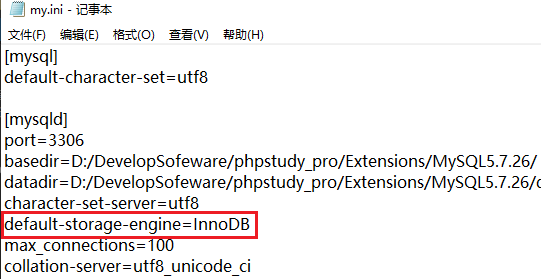 my.ini - 记事本
文件(F) 编辑(E) 格式(O) 查看(V) 帮助(H)
[mysql]
default-character-set=utf8
[mysqld]
port=3306
basedir=D:/DevelopSofeware/phpstudy_pro/Extensions/MySQL5.7.26/
datadir=D:/DevelopSofeware/phpstudy_pro/Extensions/MySQL5.7.26/
character-set-server=utf8
default-storage-engine=InnoDB
max_connections=100
collation-server=utf8_unicode_ci